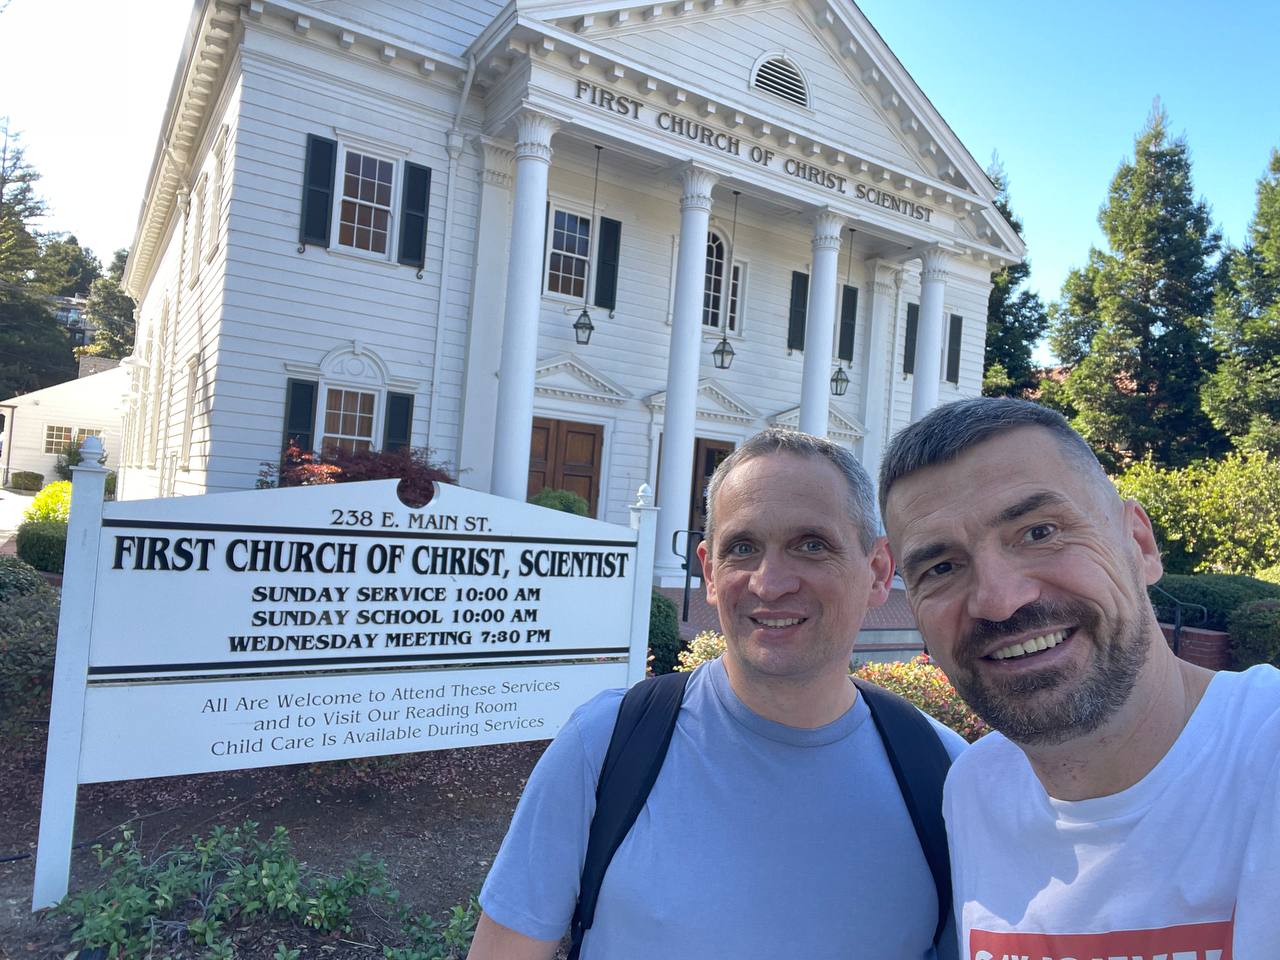 FIRST CHURCH OF CHRIST, SCIENTIST
238 E. MAIN ST.
FIRST CHURCH OF CHRIST, SCIENTIST
SUNDAY SERVICE 10:00 AM
SUNDAY SCHOOL 10:00 AM
WEDNESDAY MEETING 7:30 PM
All Are Welcome to Attend These Services
and to Visit Our Reading Room
Child Care Is Available During Services